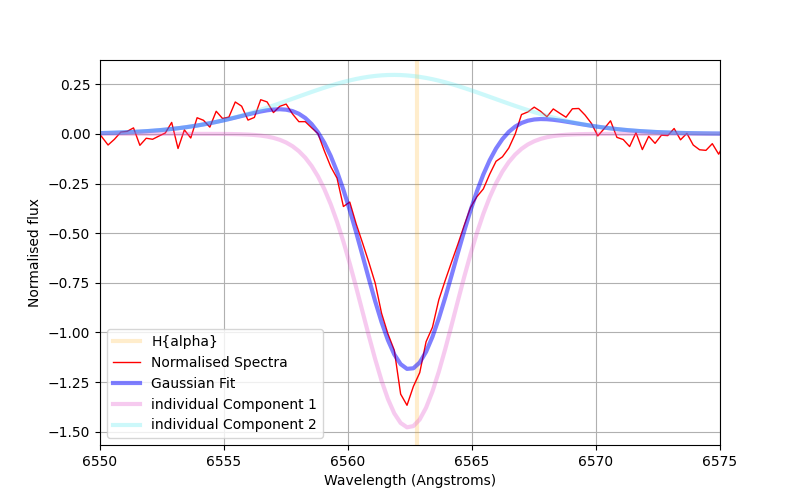 0.25
0.00
−0.25
−0.50
−0.75
−1.00
−1.25
−1.50
Normalised flux
H{alpha}
Normalised Spectra
Gaussian Fit
individual Component 1
individual Component 2
6550 6555 6560 6565 6570 6575
Wavelength (Angstroms)